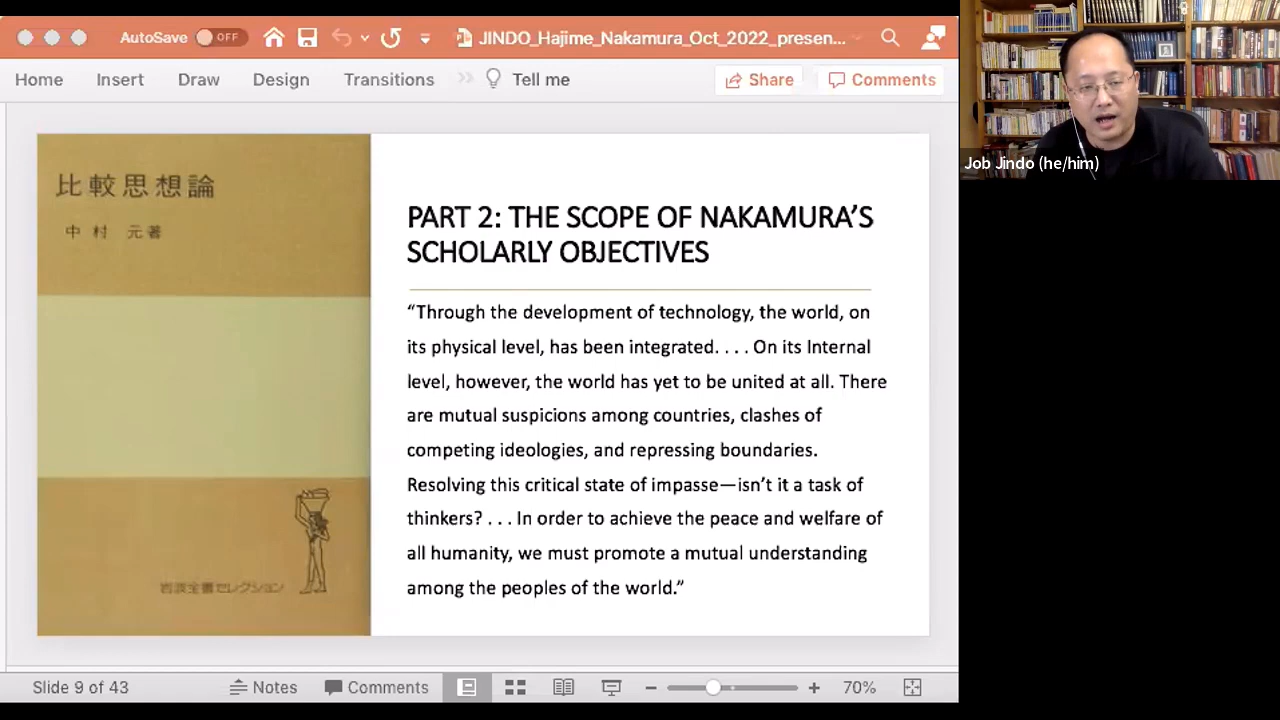 AutoSave OFF JINDO_Hajime_Nakamura_Oct_2022_presen...
Home Insert Draw Design Transitions Tell me Share Comments
比較思想論
中村 元著
岩波全書セレクション
PART 2: THE SCOPE OF NAKAMURA’S
SCHOLARLY OBJECTIVES
“Through the development of technology, the world, on
its physical level, has been integrated. . . . On its Internal
level, however, the world has yet to be united at all. There
are mutual suspicions among countries, clashes of
competing ideologies, and repressing boundaries.
Resolving this critical state of impasse—isn’t it a task of
thinkers? . . . In order to achieve the peace and welfare of
all humanity, we must promote a mutual understanding
among the peoples of the world.”
Slide 9 of 43 Notes Comments 70%
Job Jindo (he/him)